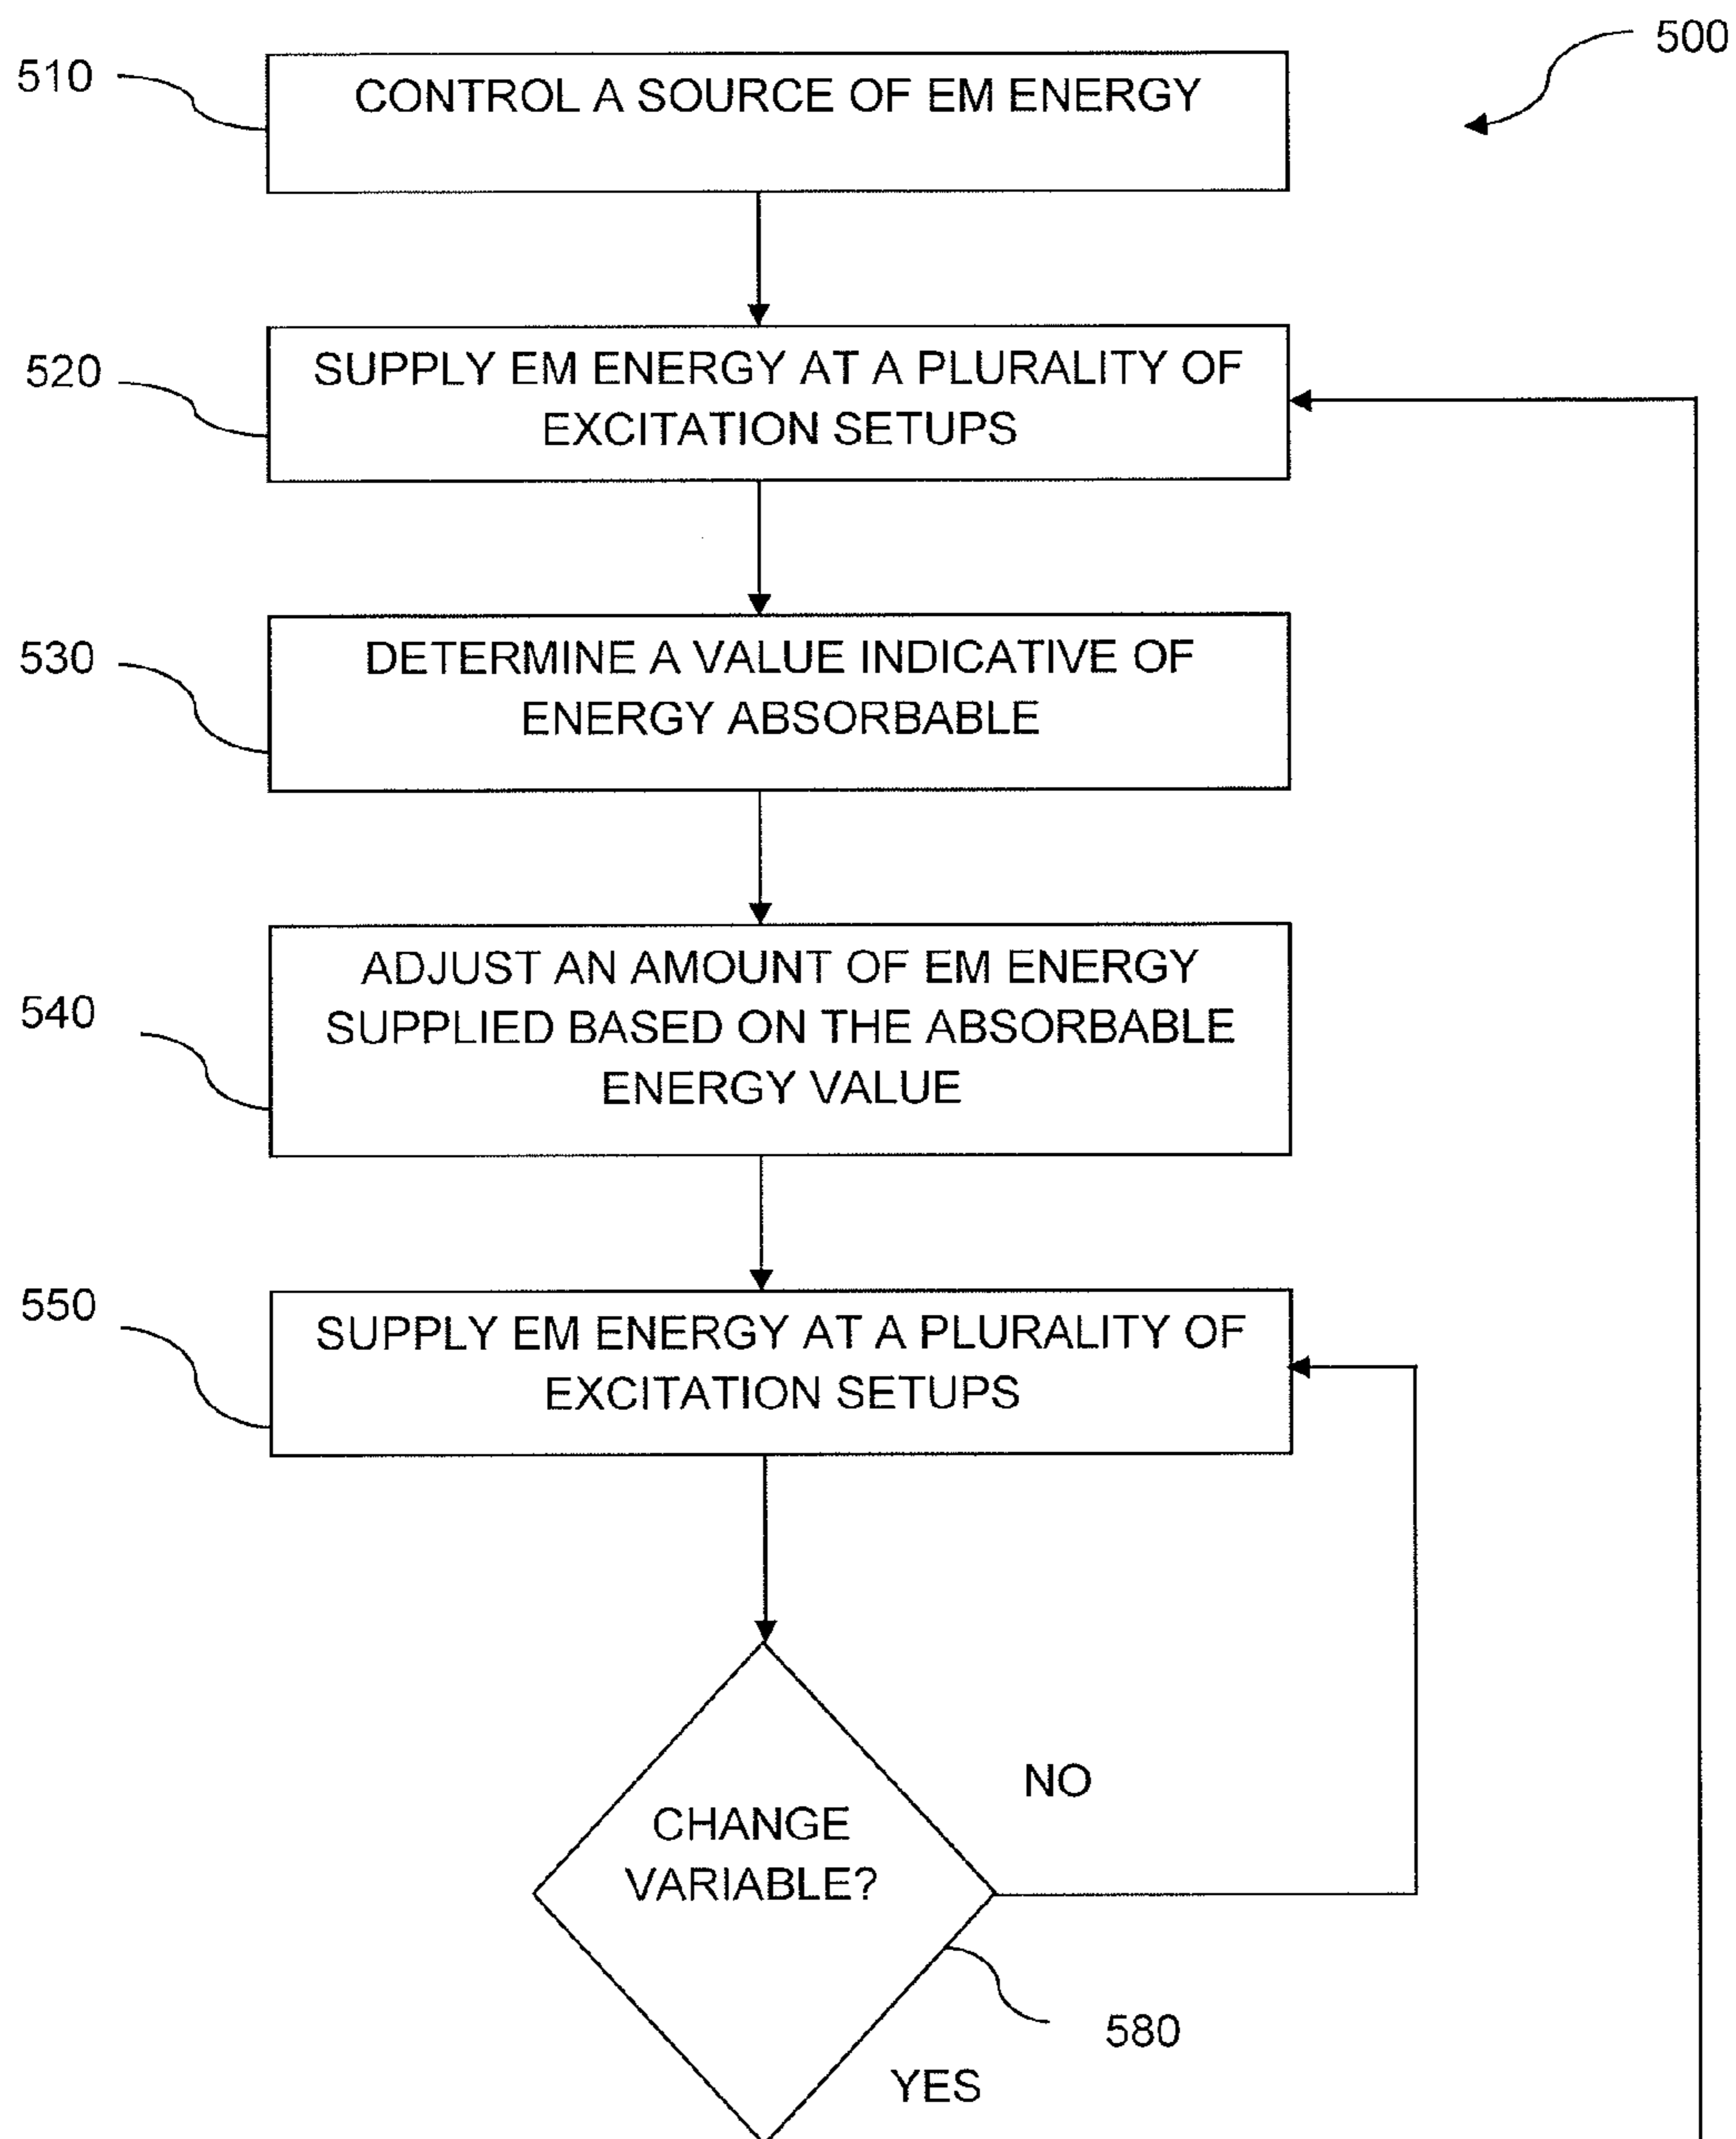 500
510
CONTROL A SOURCE OF EM ENERGY
520
SUPPLY EM ENERGY AT A PLURALITY OF
EXCITATION SETUPS
530
DETERMINE A VALUE INDICATIVE OF
ENERGY ABSORBABLE
540
ADJUST AN AMOUNT OF EM ENERGY
SUPPLIED BASED ON THE ABSORBABLE
ENERGY VALUE
550
SUPPLY EM ENERGY AT A PLURALITY OF
EXCITATION SETUPS
NO
CHANGE
VARIABLE?
580
YES